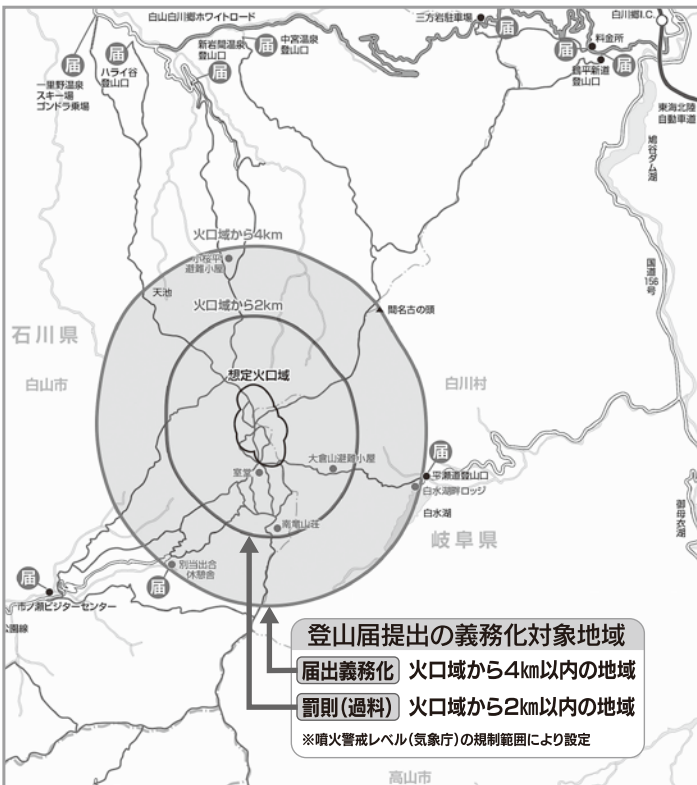 白山白川郷ホワイトロード
三方岩駐車場
届
白川郷I.C.
料金所
届
届
鶴平新道
登山口
東海北陸
自動車道
新岩間温泉
登山口
届
届
中宮温泉
登山口
届
一里野温泉
スキー場
ゴンドラ乗場
届
ハライ谷
登山口
鳩谷ダム湖
国道156号
火口域から4km
小桜平
避難小屋
天池
火口域から2km
間名古の頭
石川県
白山市
想定火口域
白川村
大倉山避難小屋
届
平瀬道登山口
白水湖畔ロッジ
白水湖
室堂
南竜山荘
岐阜県
御母衣湖
別当出合
休憩舎
届
届
市ノ瀬ビジターセンター
公園線
登山届提出の義務化対象地域
届出義務化 火口域から4km以内の地域
罰則(過料) 火口域から2km以内の地域
※噴火警戒レベル(気象庁)の規制範囲により設定
高山市